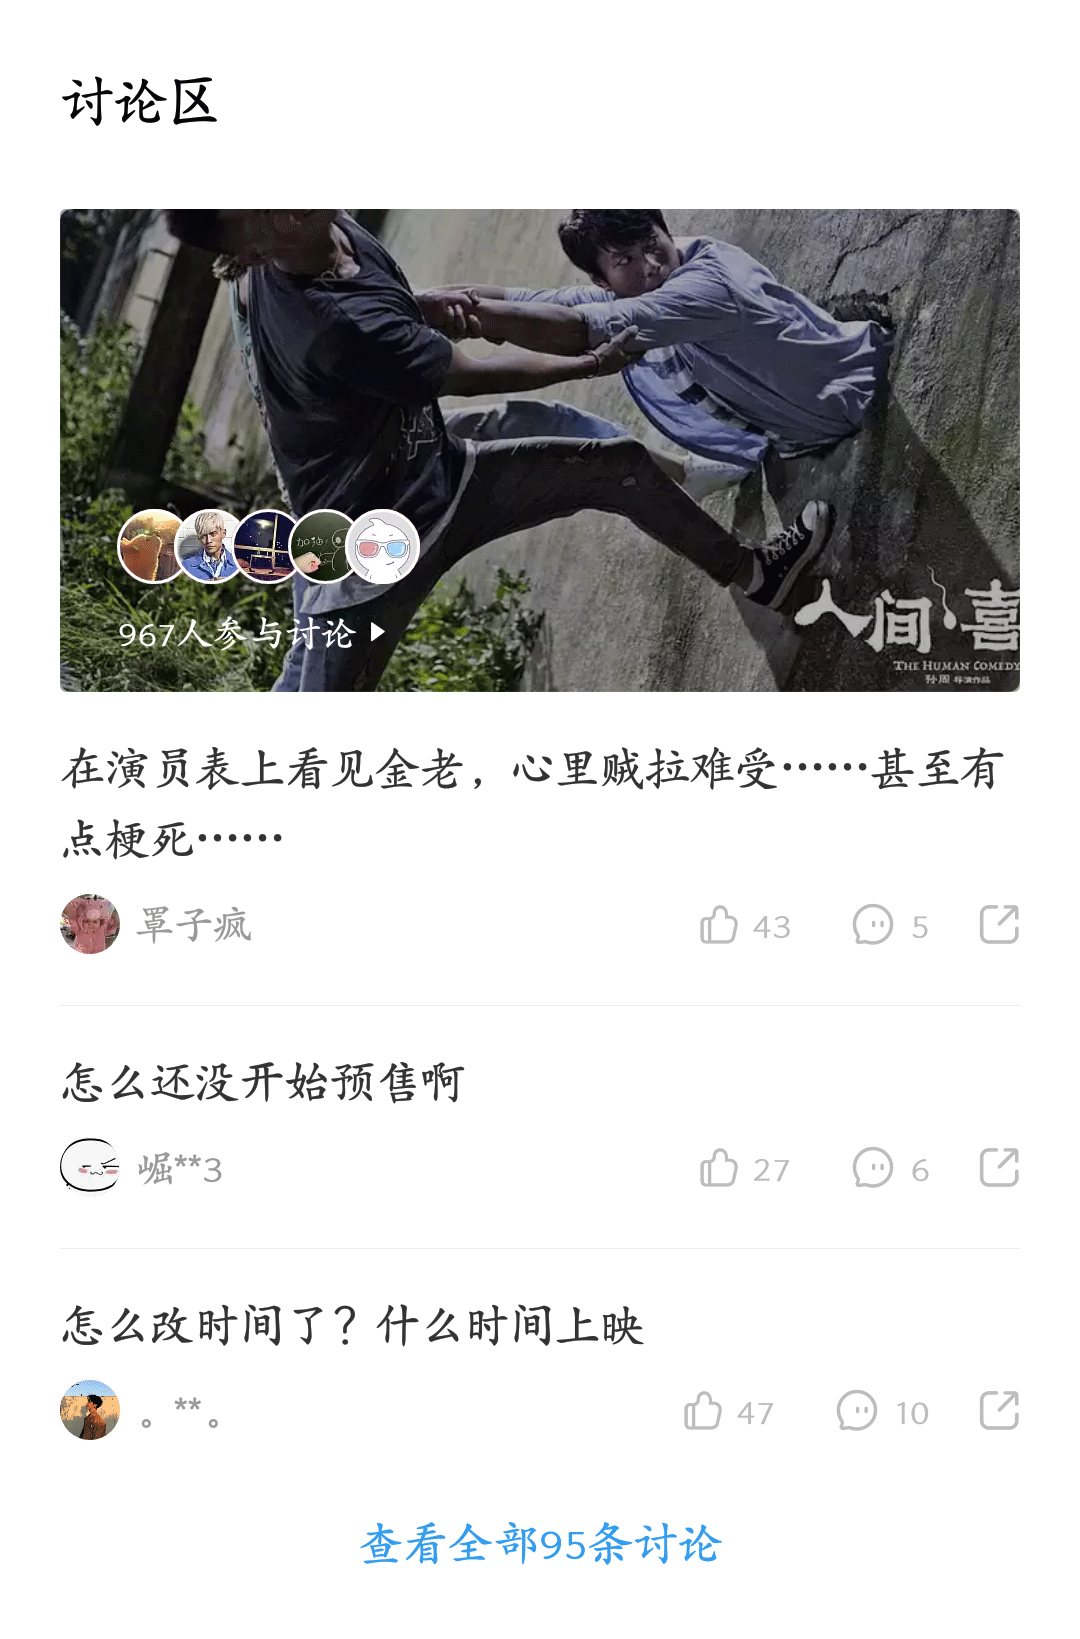 讨论区
加油
967人参与讨论
人间·喜
THE HUMAN COMEDY
孙周 导演作品
在演员表上看见金老，心里贼拉难受……甚至有
点梗死……
罩子疯
43
5
怎么还没开始预售啊
崛**3
27
6
怎么改时间了？什么时间上映
。**。
47
10
查看全部95条讨论